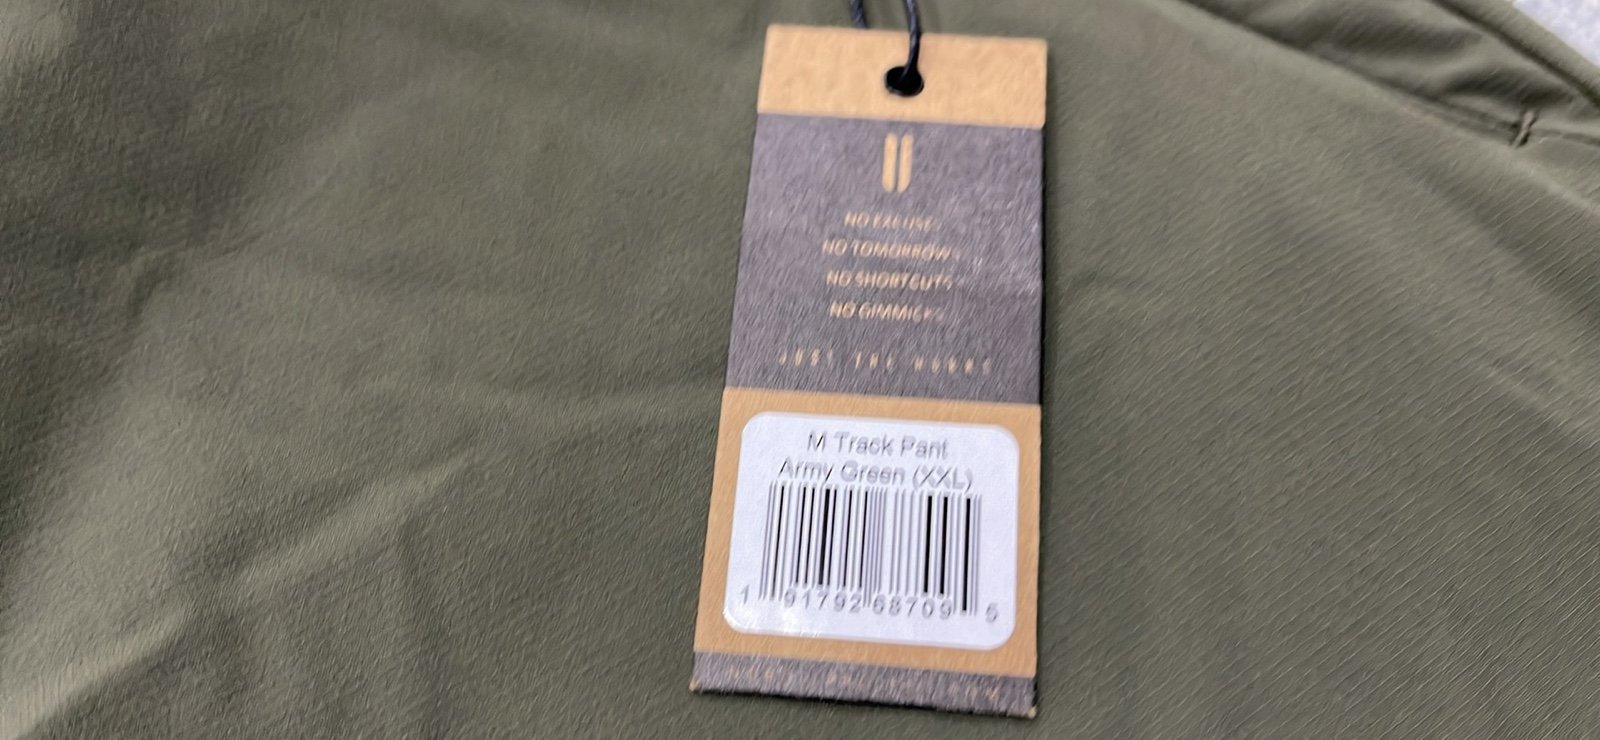 NO EXCUSES
NO TOMORROWS
NO SHORTCUTS
NO GIMMICKS
JUST THE WORKS
M Track Pant
Army Green (XXL)
1 91792 68709 5